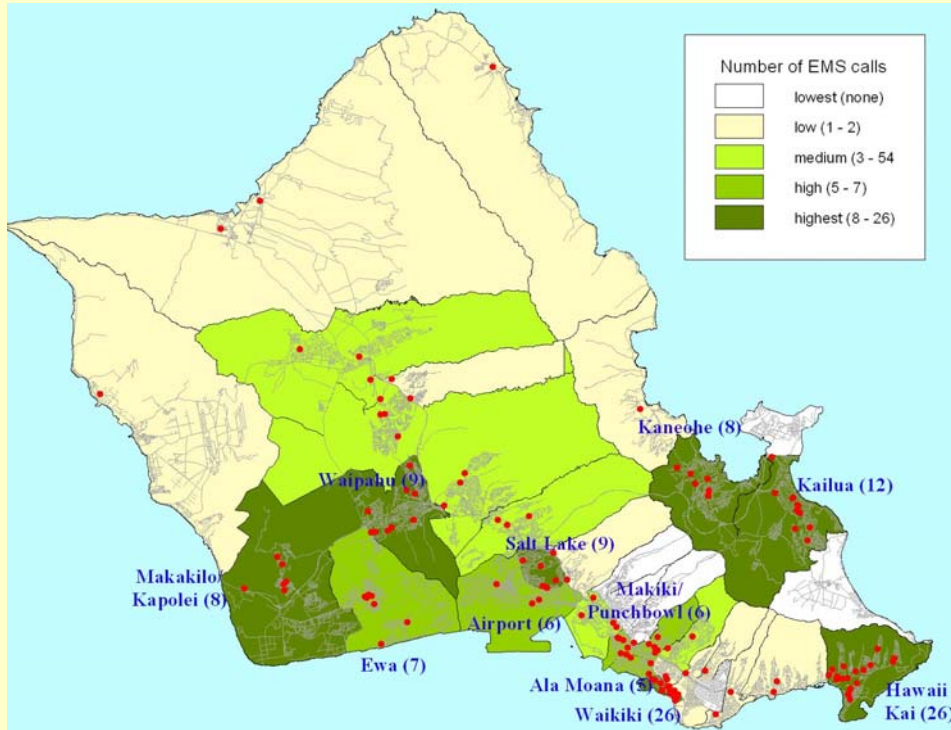 Number of EMS calls
lowest (none)
low (1 - 2)
medium (3 - 54
high (5 - 7)
highest (8 - 26)
Kaneohe (8)
Waipahu (9)
Kailua (12)
Salt Lake (9)
Makakilo/
Kapolei (8)
Makiki/
Punchbowl (6)
Airport (6)
Ewa (7)
Ala Moana (5)
Hawaii
Kai (26)
Waikiki (26)